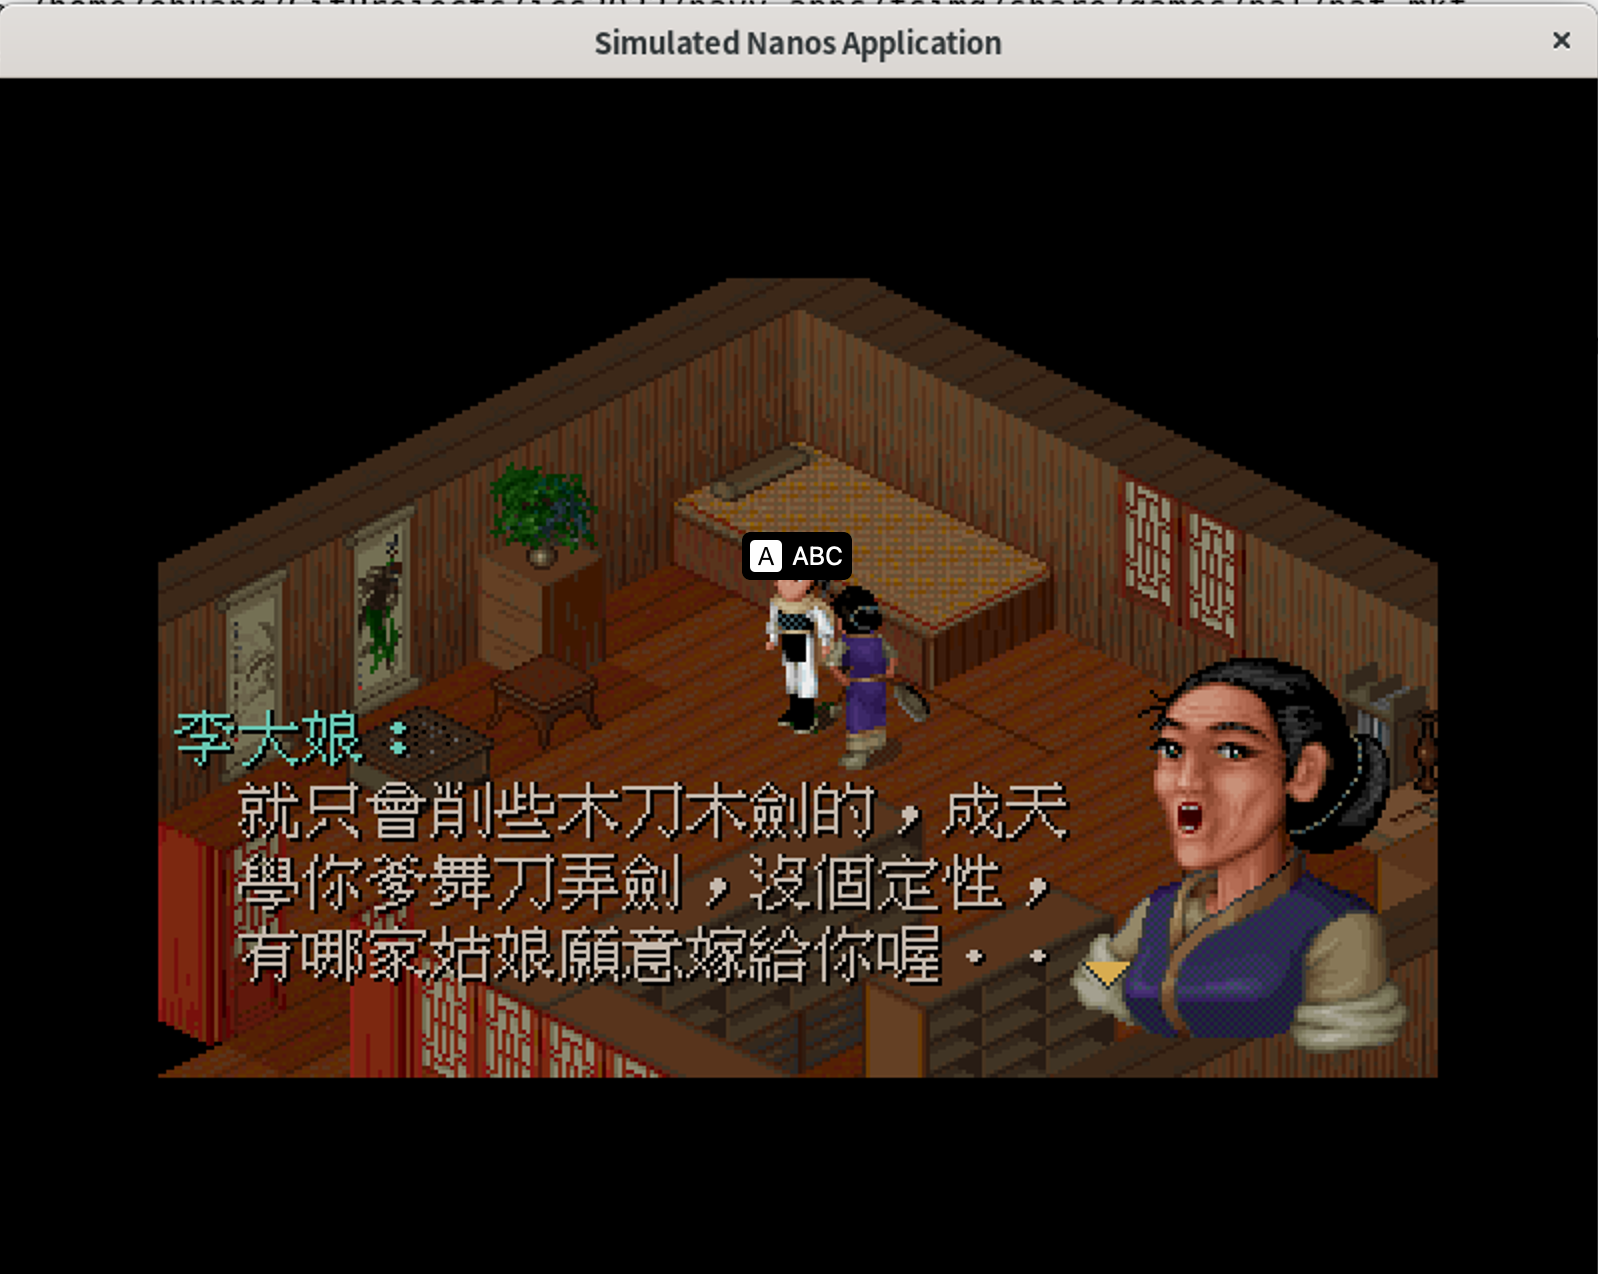 Simulated Nanos Application
A ABC
李大娘：
就只會削些木刀木劍的，成天
學你爹舞刀弄劍，沒個定性，
有哪家姑娘願意嫁給你喔．．